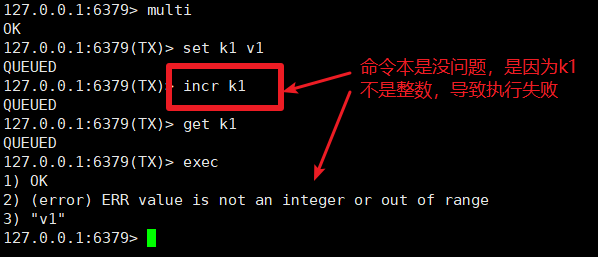 127.0.0.1:6379> multi
OK
127.0.0.1:6379(TX)> set k1 v1
QUEUED
127.0.0.1:6379(TX)> incr k1
QUEUED
127.0.0.1:6379(TX)> get k1
QUEUED
127.0.0.1:6379(TX)> exec
1) OK
2) (error) ERR value is not an integer or out of range
3) "v1"
127.0.0.1:6379>
命令本是没问题，是因为k1
不是整数，导致执行失败